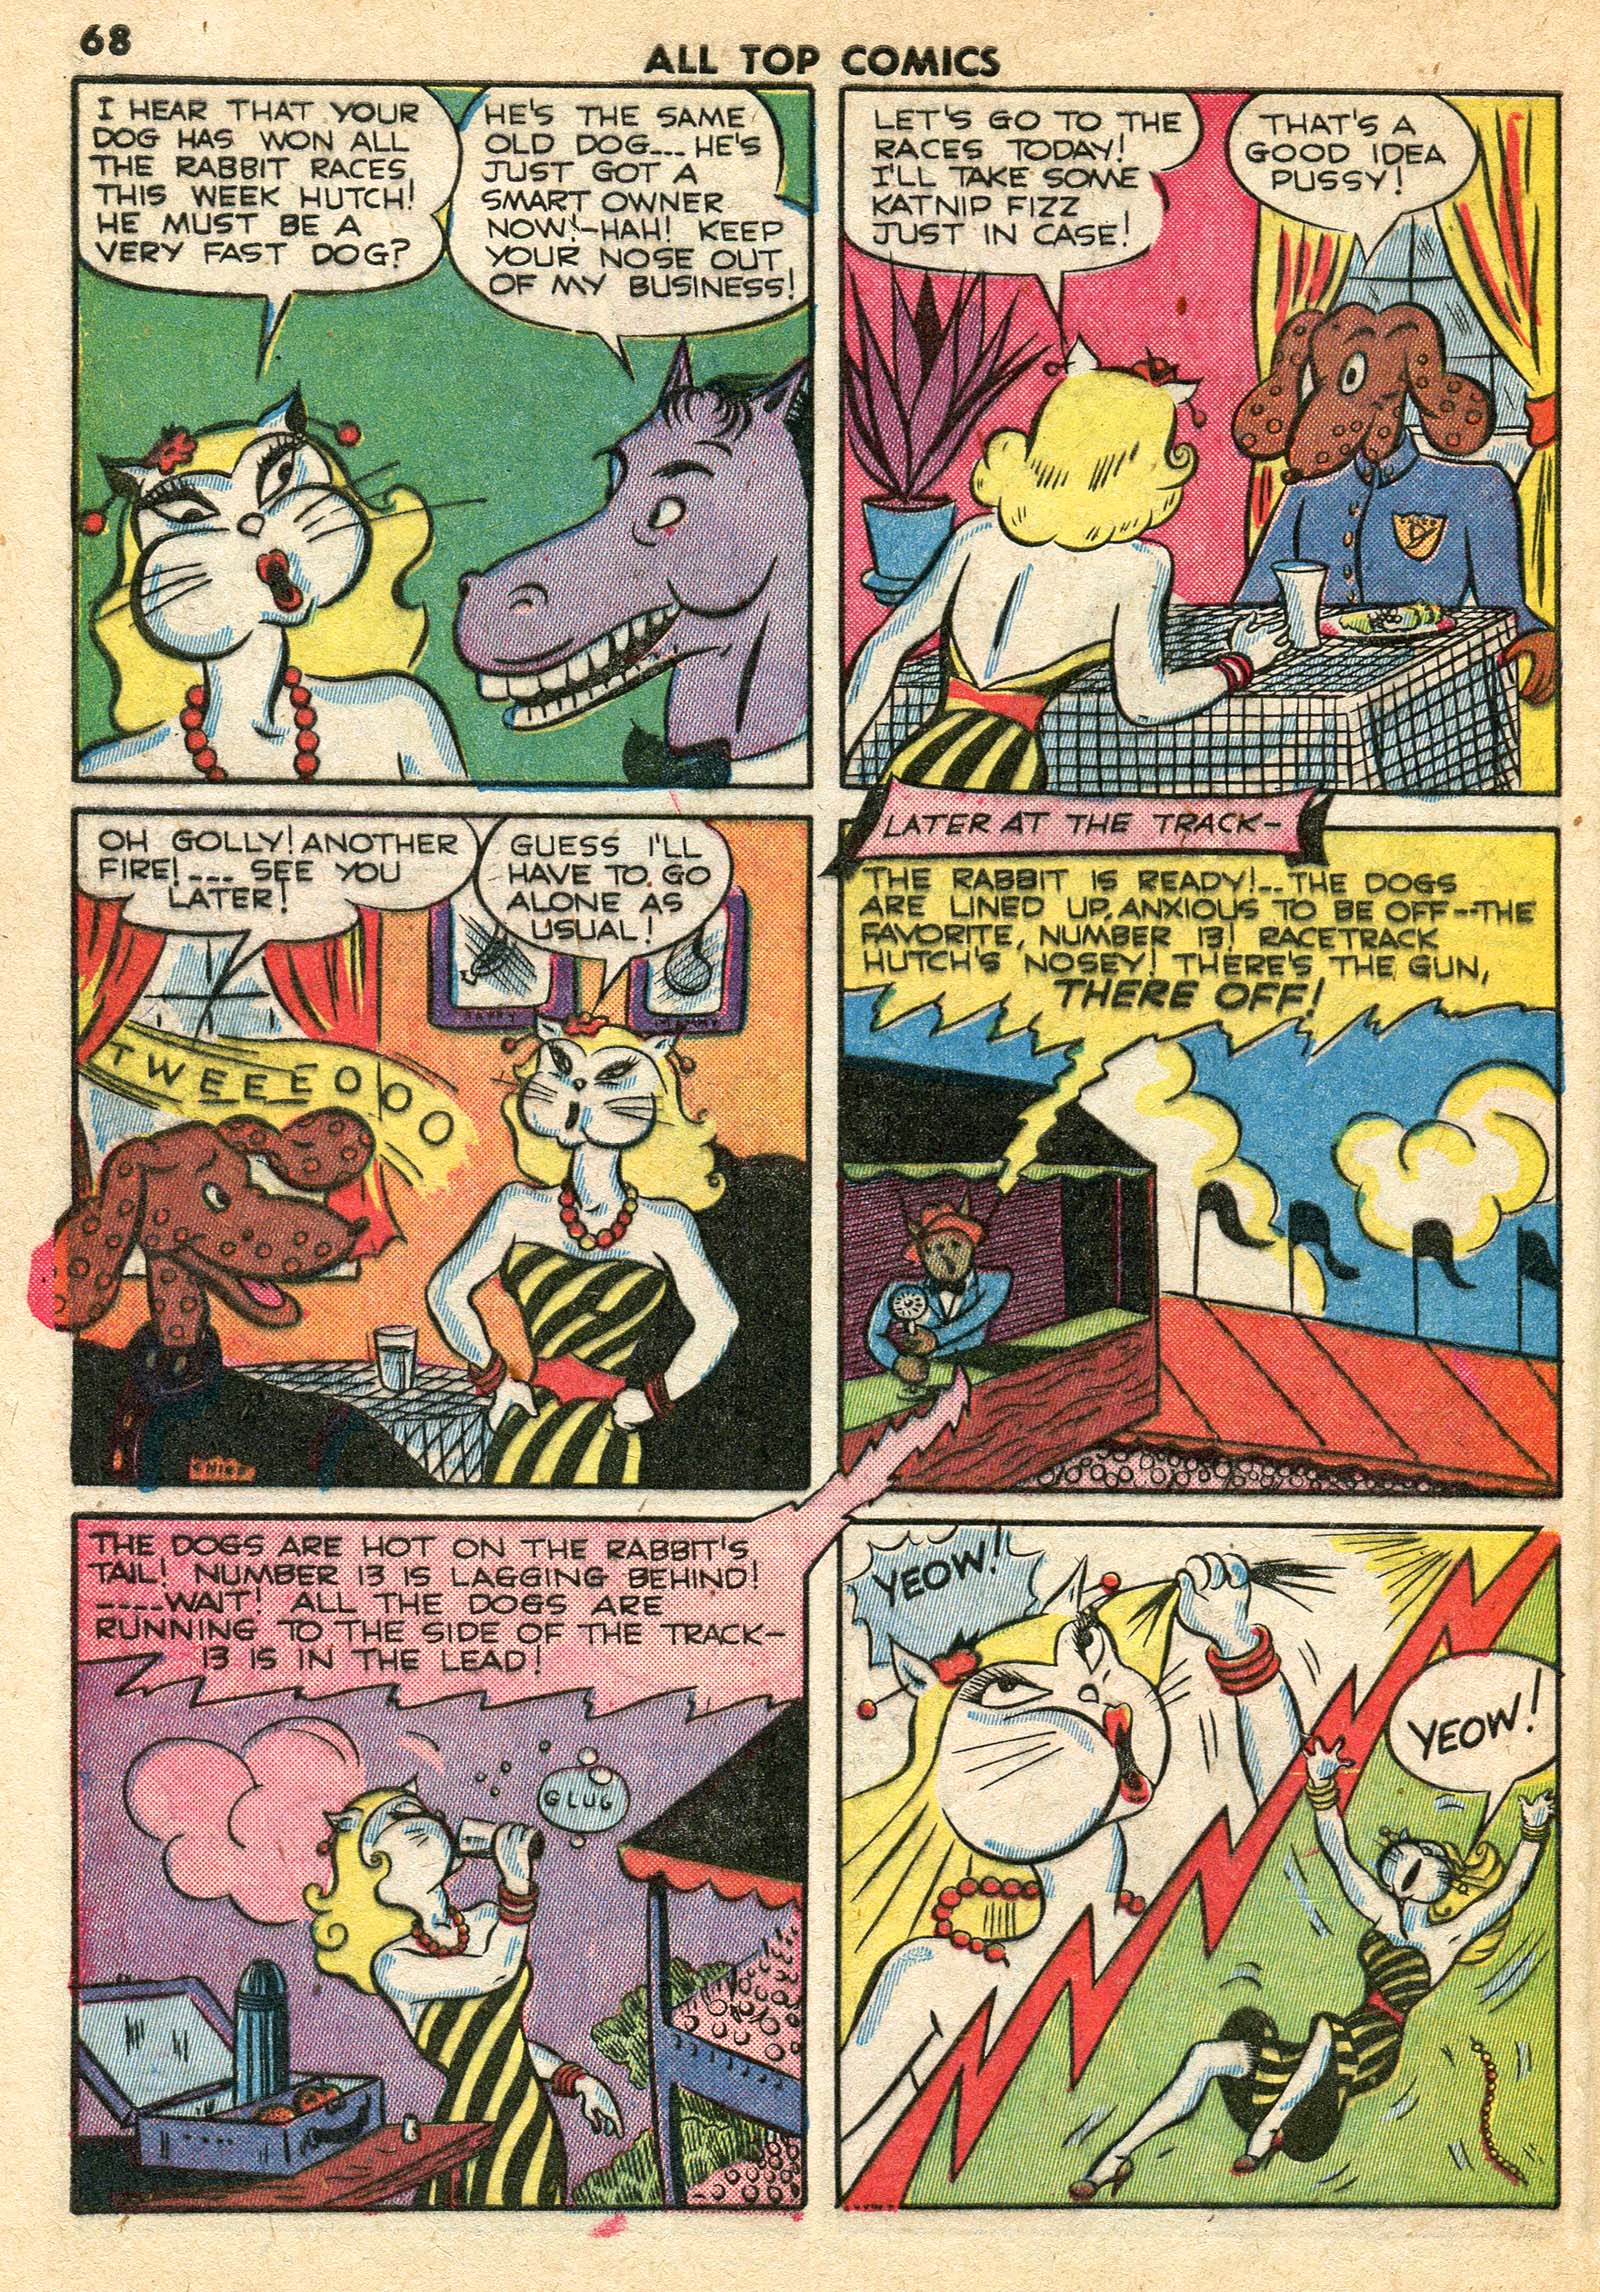 68
ALL TOP COMICS
I HEAR THAT YOUR
DOG HAS WON ALL
THE RABBIT RACES
THIS WEEK HUTCH!
HE MUST BE A
VERY FAST DOG?
HE'S THE SAME
OLD DOG--- HE'S
JUST GOT A
SMART OWNER
NOW!-HAH! KEEP
YOUR NOSE OUT
OF MY BUSINESS!
LET'S GO TO THE
RACES TODAY!
I'LL TAKE SOME
KATNIP FIZZ
JUST IN CASE!
THAT'S A
GOOD IDEA
PUSSY!
OH GOLLY! ANOTHER
FIRE!--- SEE YOU
LATER!
GUESS I'LL
HAVE TO GO
ALONE AS
USUAL!
TWEEEOOO
CHIEF
LATER AT THE TRACK-
THE RABBIT IS READY!--THE DOGS
ARE LINED UP, ANXIOUS TO BE OFF--THE
FAVORITE, NUMBER 13! RACETRACK
HUTCH'S NOSEY! THERE'S THE GUN,
THERE OFF!
THE DOGS ARE HOT ON THE RABBIT'S
TAIL! NUMBER 13 IS LAGGING BEHIND!
----WAIT! ALL THE DOGS ARE
RUNNING TO THE SIDE OF THE TRACK-
13 IS IN THE LEAD!
GLUG
YEOW!
YEOW!